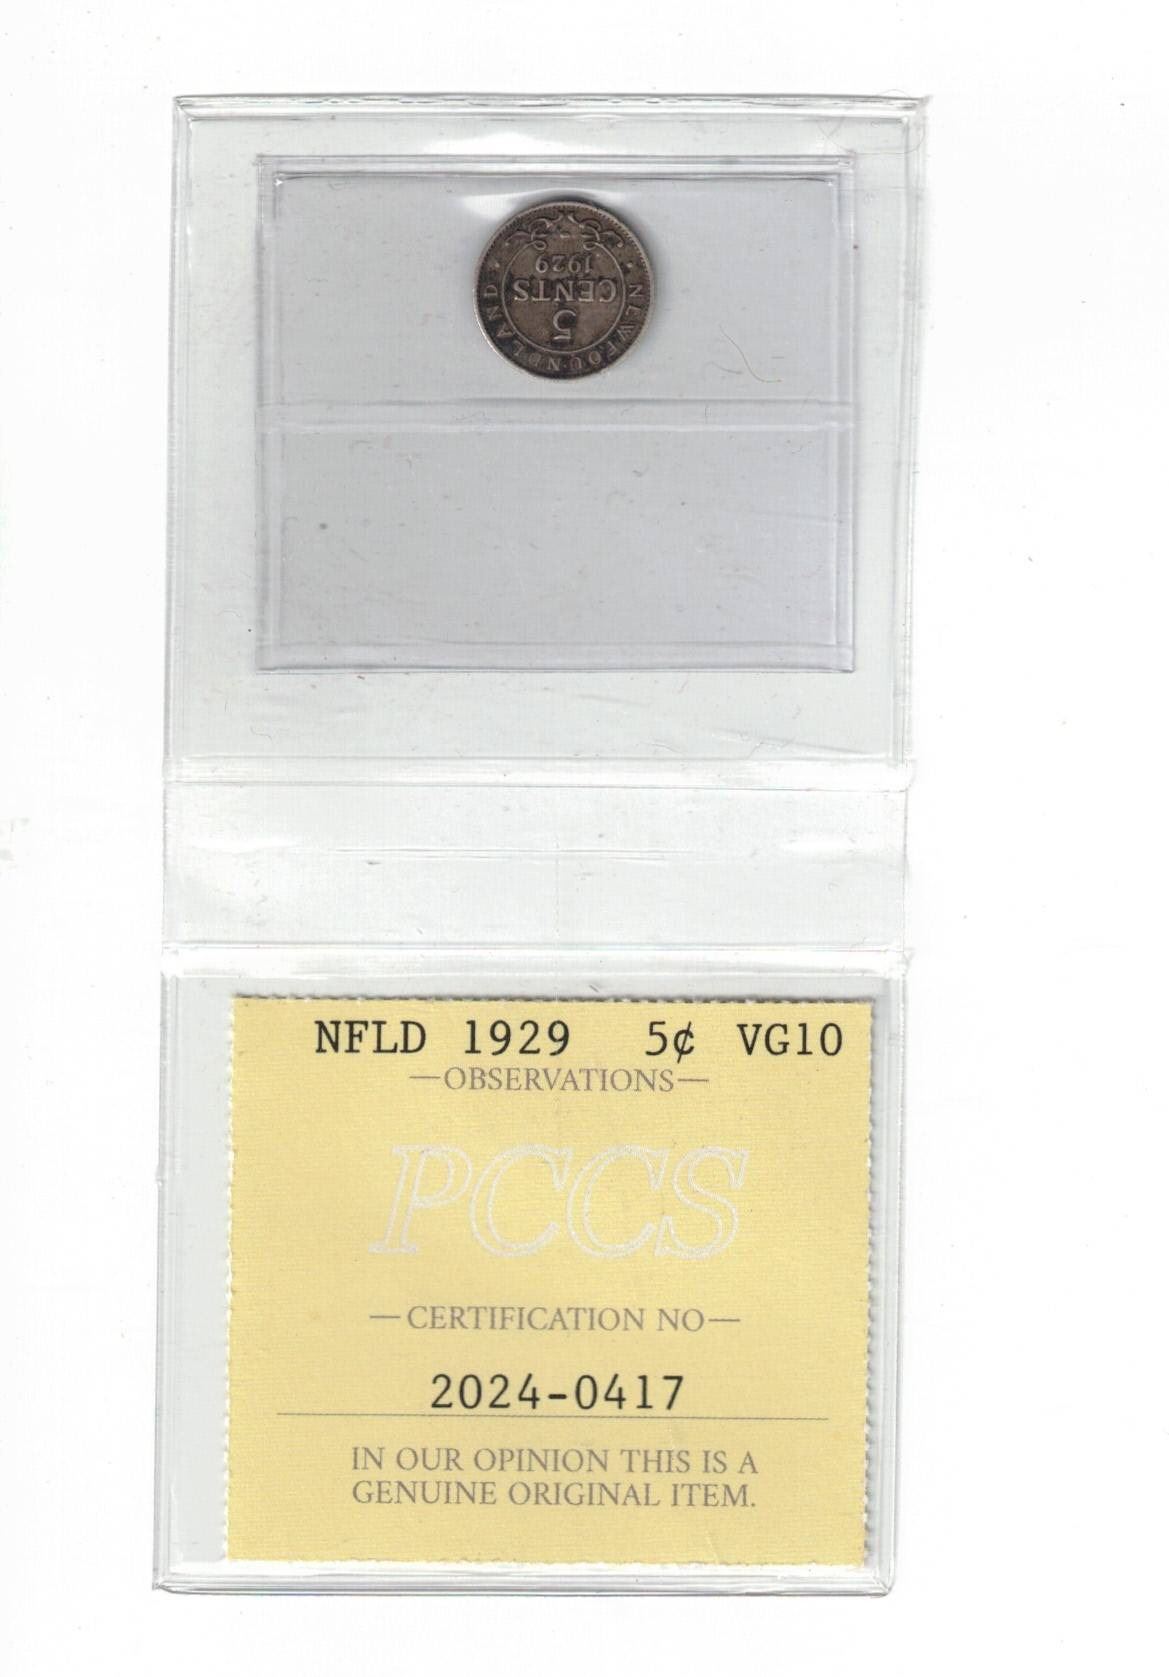 5
CENTS
1929
NEWFOUNDLAND
NFLD 1929 5¢ VG10
—OBSERVATIONS—
PCCS
—CERTIFICATION NO—
2024-0417
IN OUR OPINION THIS IS A
GENUINE ORIGINAL ITEM.